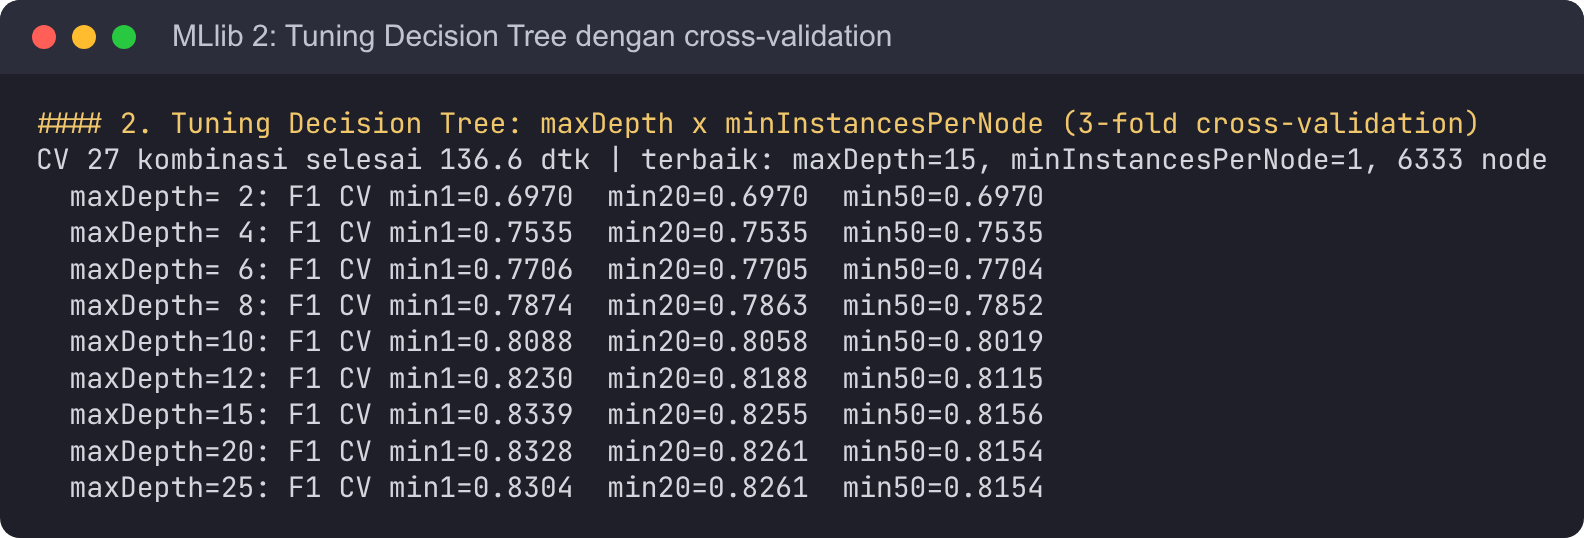 MLlib 2: Tuning Decision Tree dengan cross-validation
#### 2. Tuning Decision Tree: maxDepth x minInstancesPerNode (3-fold cross-validation)
CV 27 kombinasi selesai 136.6 dtk | terbaik: maxDepth=15, minInstancesPerNode=1, 6333 node
  maxDepth= 2: F1 CV min1=0.6970  min20=0.6970  min50=0.6970
  maxDepth= 4: F1 CV min1=0.7535  min20=0.7535  min50=0.7535
  maxDepth= 6: F1 CV min1=0.7706  min20=0.7705  min50=0.7704
  maxDepth= 8: F1 CV min1=0.7874  min20=0.7863  min50=0.7852
  maxDepth=10: F1 CV min1=0.8088  min20=0.8058  min50=0.8019
  maxDepth=12: F1 CV min1=0.8230  min20=0.8188  min50=0.8115
  maxDepth=15: F1 CV min1=0.8339  min20=0.8255  min50=0.8156
  maxDepth=20: F1 CV min1=0.8328  min20=0.8261  min50=0.8154
  maxDepth=25: F1 CV min1=0.8304  min20=0.8261  min50=0.8154